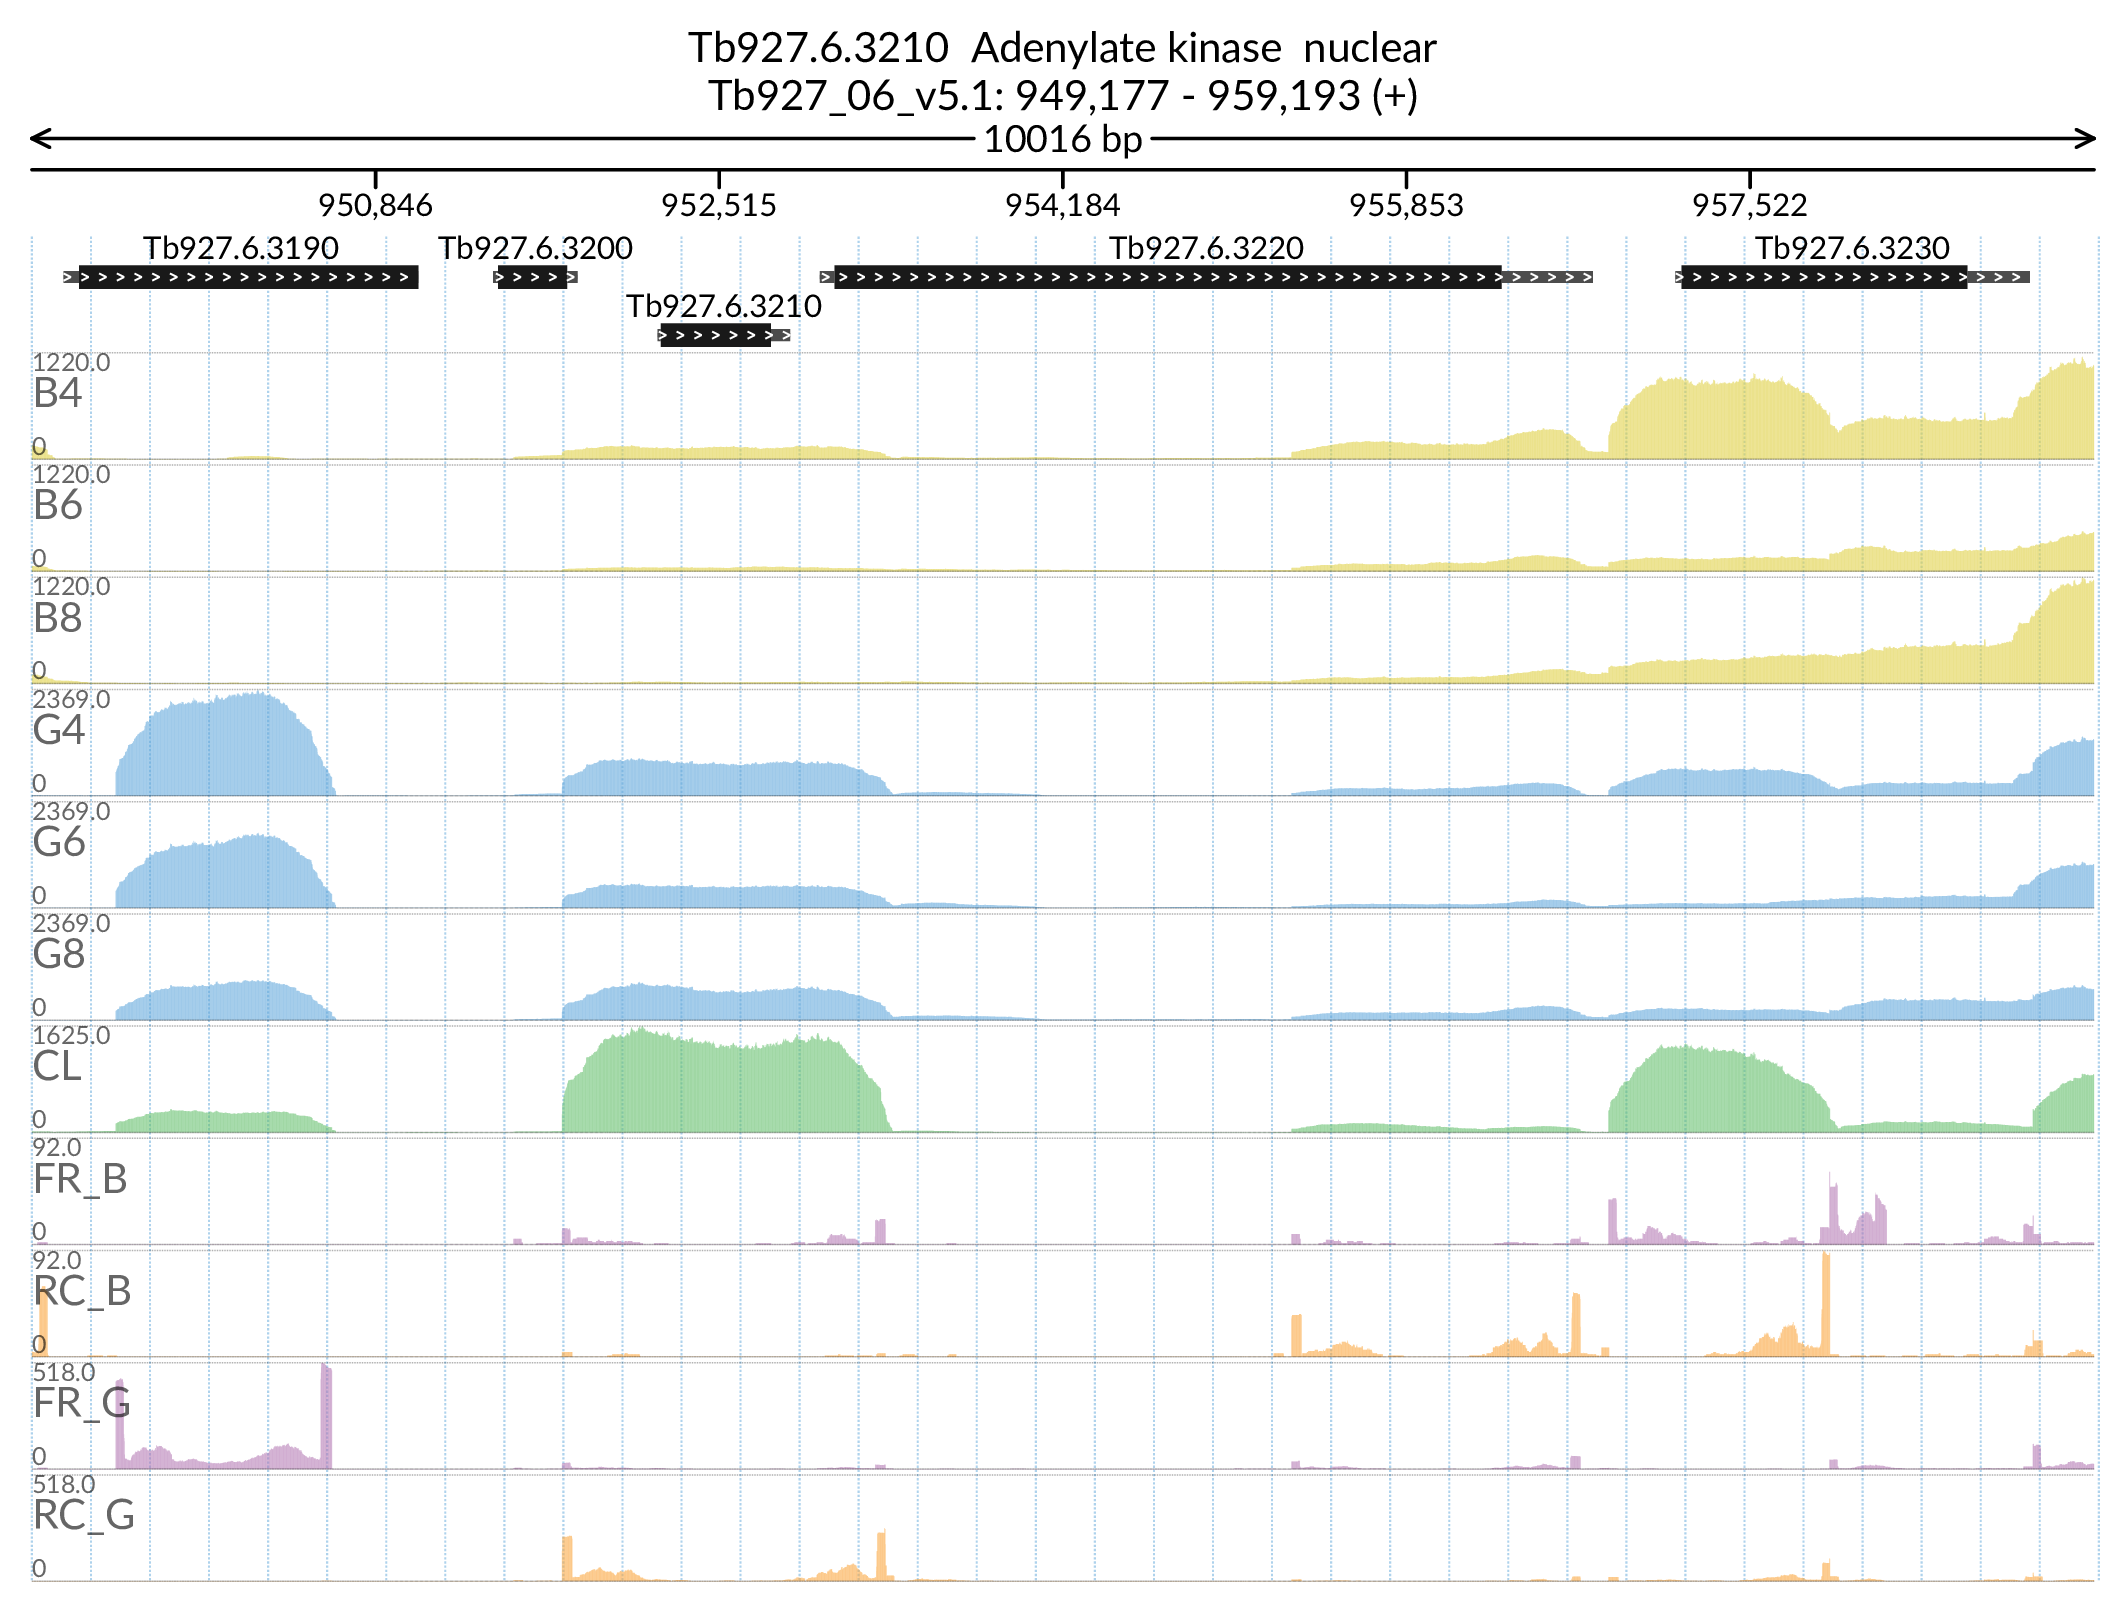 Tb927.6.3210  Adenylate kinase  nuclear
Tb927_06_v5.1: 949,177 - 959,193 (+)
10016 bp
950,846 952,515 954,184 955,853 957,522
Tb927.6.3190 Tb927.6.3200 Tb927.6.3220 Tb927.6.3230
Tb927.6.3210
1220.0
B4
0
1220.0
B6
0
1220.0
B8
0
2369.0
G4
0
2369.0
G6
0
2369.0
G8
0
1625.0
CL
0
92.0
FR_B
0
92.0
RC_B
0
518.0
FR_G
0
518.0
RC_G
0